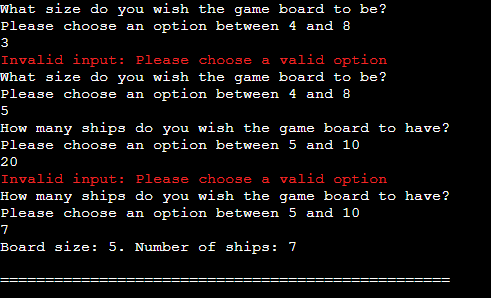 What size do you wish the game board to be?
Please choose an option between 4 and 8
3
Invalid input: Please choose a valid option
What size do you wish the game board to be?
Please choose an option between 4 and 8
5
How many ships do you wish the game board to have?
Please choose an option between 5 and 10
20
Invalid input: Please choose a valid option
How many ships do you wish the game board to have?
Please choose an option between 5 and 10
7
Board size: 5. Number of ships: 7
==================================================